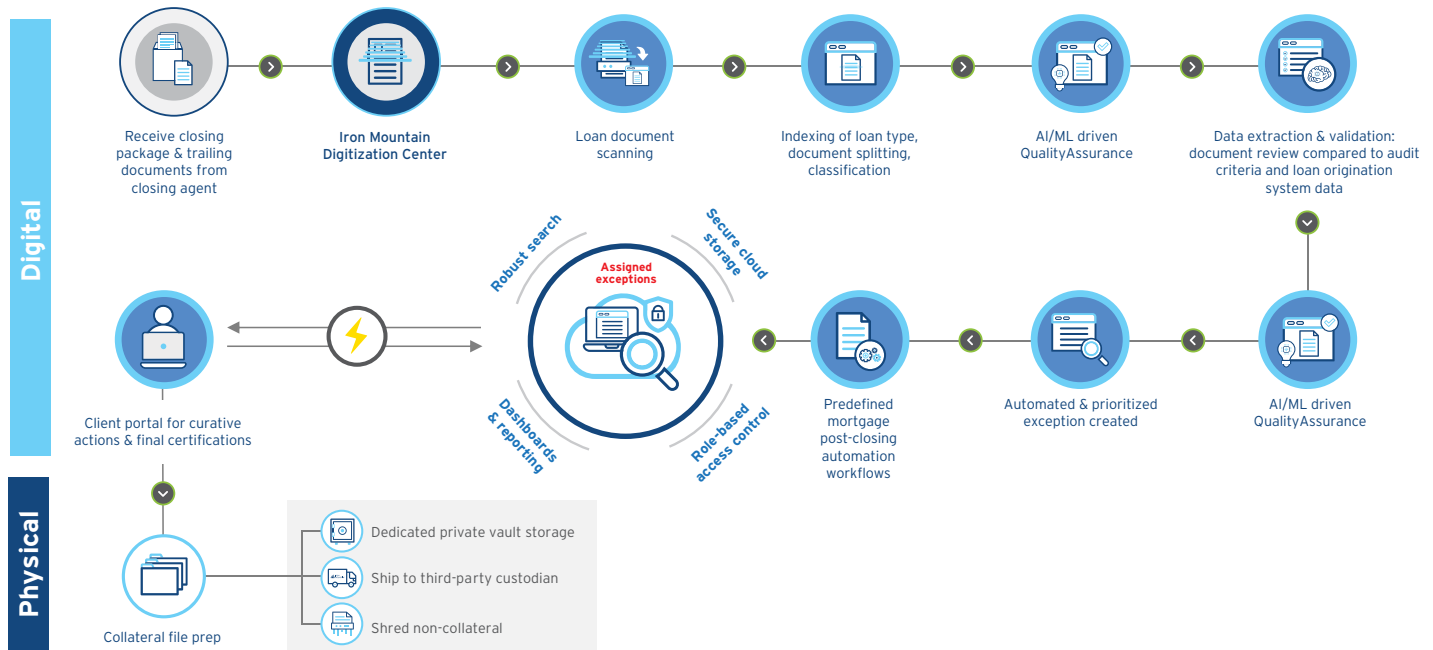 Digital
Receive closing
package & trailing
documents from
closing agent
Iron Mountain
Digitization Center
Loan document
scanning
Indexing of loan type,
document splitting,
classification
AI/ML driven
QualityAssurance
Data extraction & validation:
document review compared to audit
criteria and loan origination
system data
AI/ML driven
QualityAssurance
Automated & prioritized
exception created
Predefined
mortgage
post-closing
automation
workflows
Robust search
Secure cloud
storage
Assigned
exceptions
Dashboards
& reporting
Role-based
access control
Client portal for curative
actions & final certifications
Physical
Collateral file prep
Dedicated private vault storage
Ship to third-party custodian
Shred non-collateral